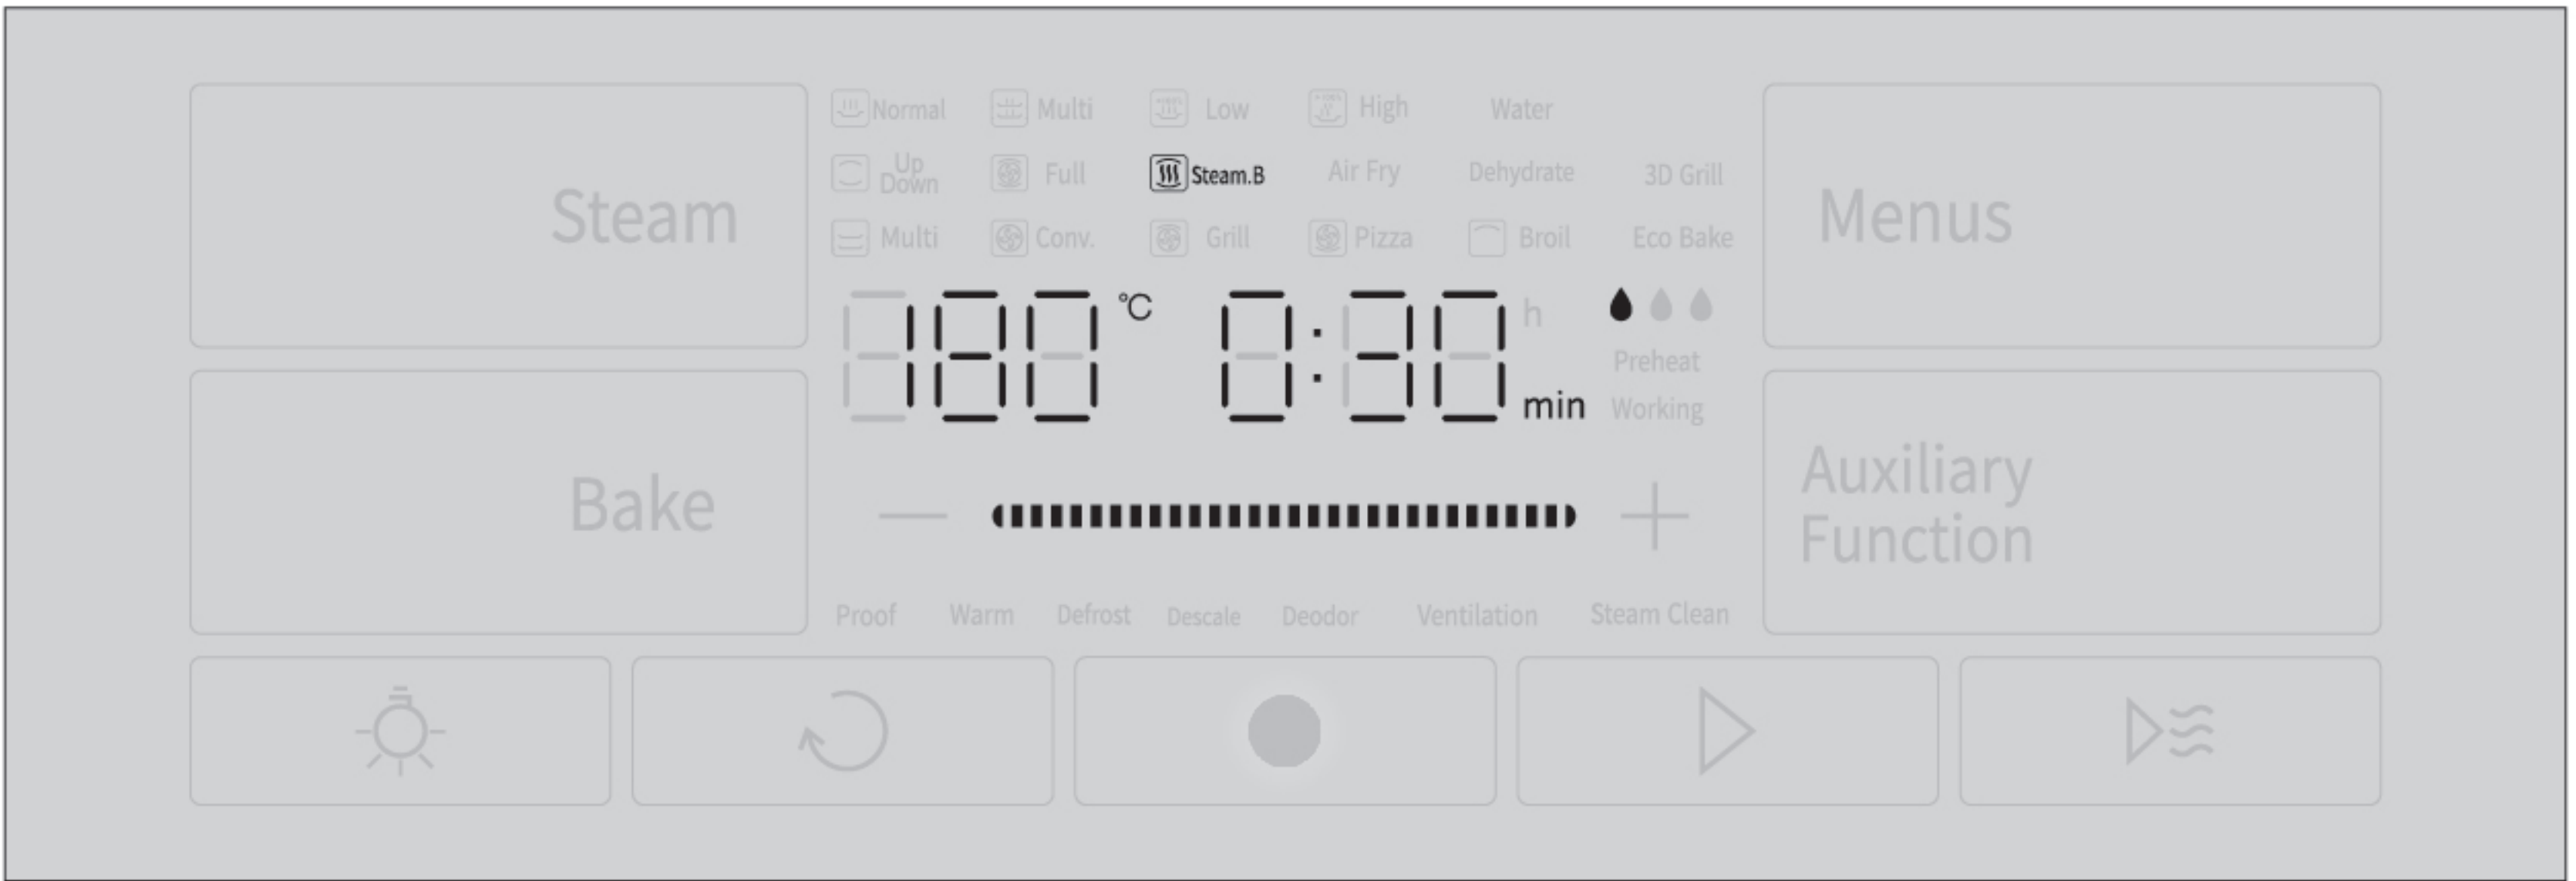 Normal Multi Low High Water
Up Down Full Steam.B Air Fry Dehydrate 3D Grill
Multi Conv. Grill Pizza Broil Eco Bake
Steam
Menus
180 °C 0:30 h min
Preheat
Working
Bake
Auxiliary
Function
Proof Warm Defrost Descale Deodor Ventilation Steam Clean